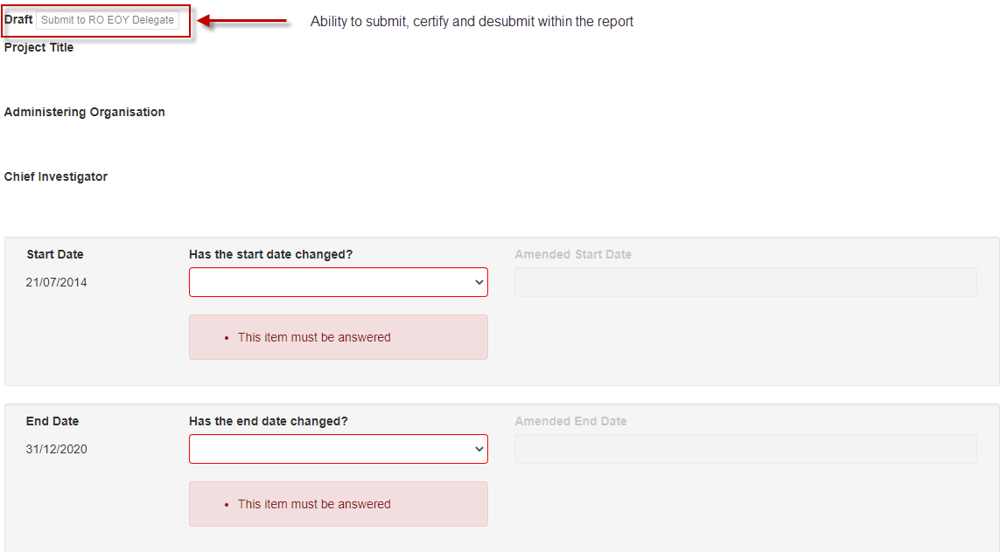 Draft Submit to RO EOY Delegate Ability to submit, certify and desubmit within the report
Project Title
Administering Organisation
Chief Investigator
Start Date Has the start date changed? Amended Start Date
21/07/2014
This item must be answered
End Date Has the end date changed? Amended End Date
31/12/2020
This item must be answered